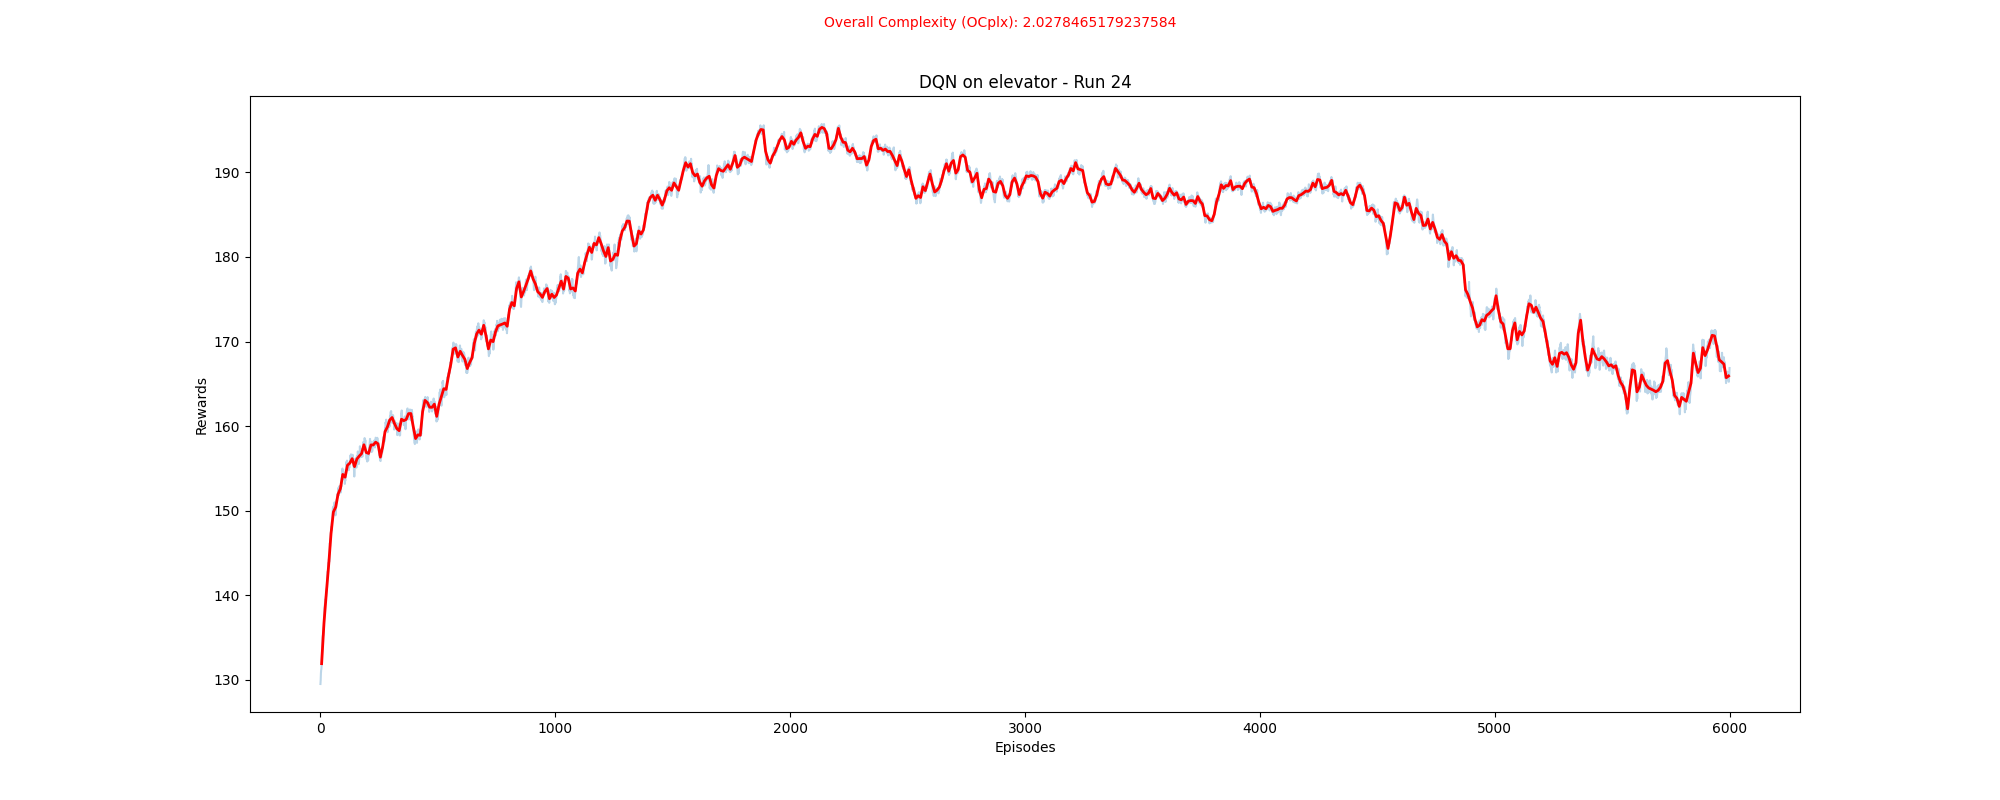 Overall Complexity (OCplx): 2.0278465179237584
DQN on elevator - Run 24
Rewards
190
180
170
160
150
140
130
0 1000 2000 3000 4000 5000 6000
Episodes